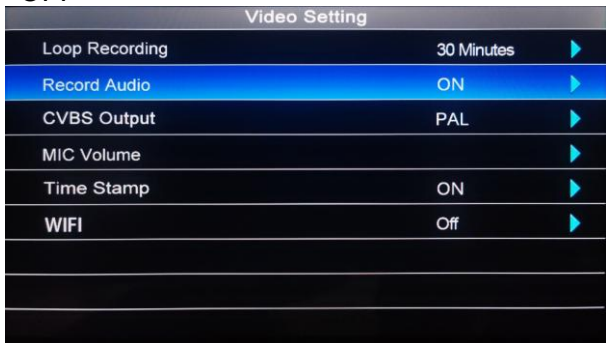 Video Setting
Loop Recording 30 Minutes
Record Audio ON
CVBS Output PAL
MIC Volume
Time Stamp ON
WIFI Off